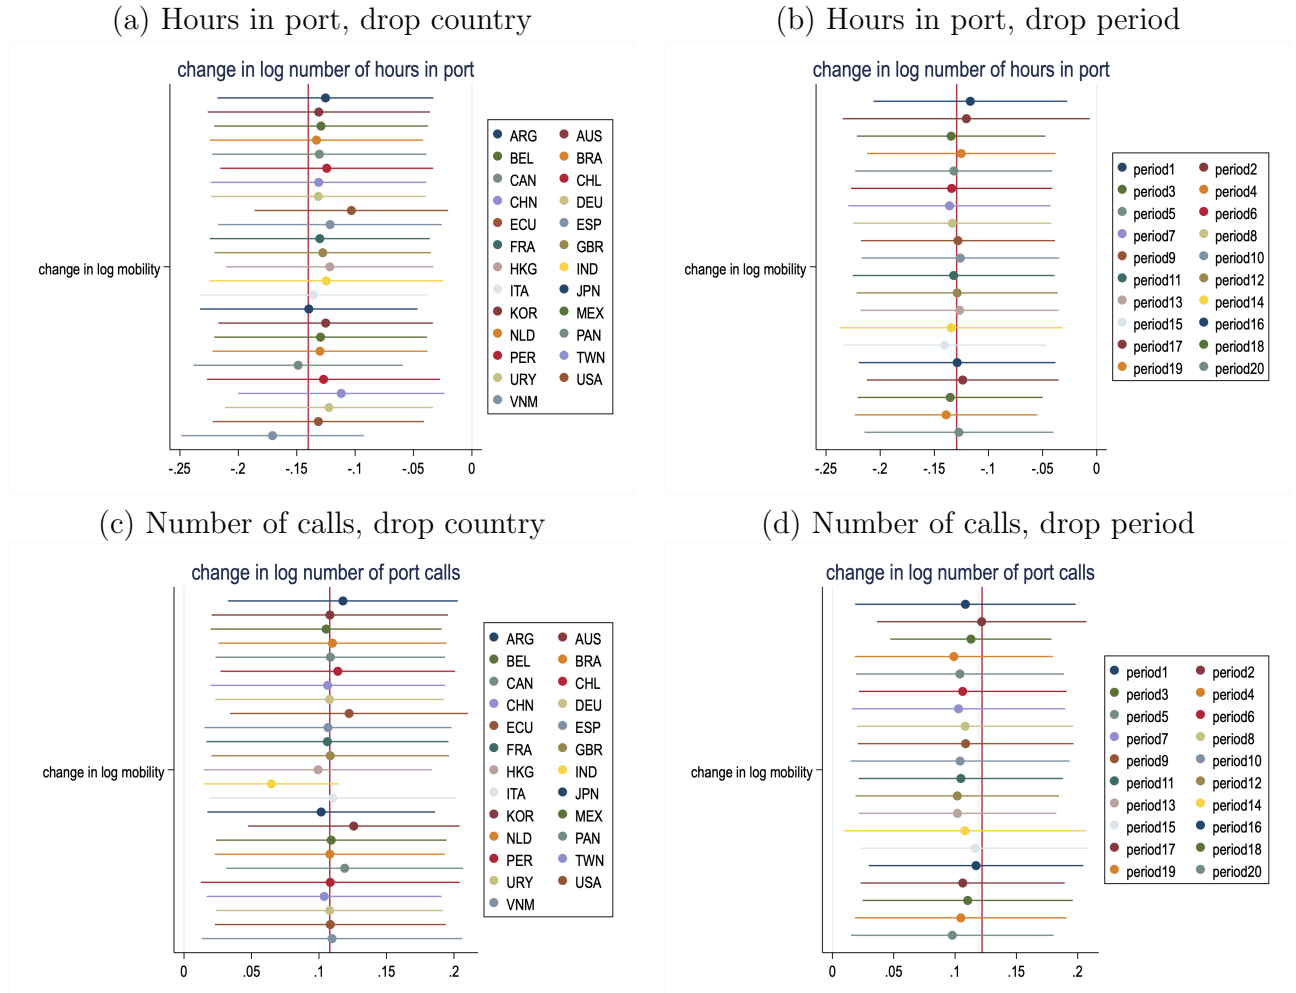 (a) Hours in port, drop country
change in log number of hours in port
change in log mobility
-.25 -.2 -.15 -.1 -.05 0
ARG AUS
BEL BRA
CAN CHL
CHN DEU
ECU ESP
FRA GBR
HKG IND
ITA JPN
KOR MEX
NLD PAN
PER TWN
URY USA
VNM
(b) Hours in port, drop period
change in log number of hours in port
change in log mobility
-.25 -.2 -.15 -.1 -.05 0
period1 period2
period3 period4
period5 period6
period7 period8
period9 period10
period11 period12
period13 period14
period15 period16
period17 period18
period19 period20
(c) Number of calls, drop country
change in log number of port calls
change in log mobility
0 .05 .1 .15 .2
ARG AUS
BEL BRA
CAN CHL
CHN DEU
ECU ESP
FRA GBR
HKG IND
ITA JPN
KOR MEX
NLD PAN
PER TWN
URY USA
VNM
(d) Number of calls, drop period
change in log number of port calls
change in log mobility
0 .05 .1 .15 .2
period1 period2
period3 period4
period5 period6
period7 period8
period9 period10
period11 period12
period13 period14
period15 period16
period17 period18
period19 period20